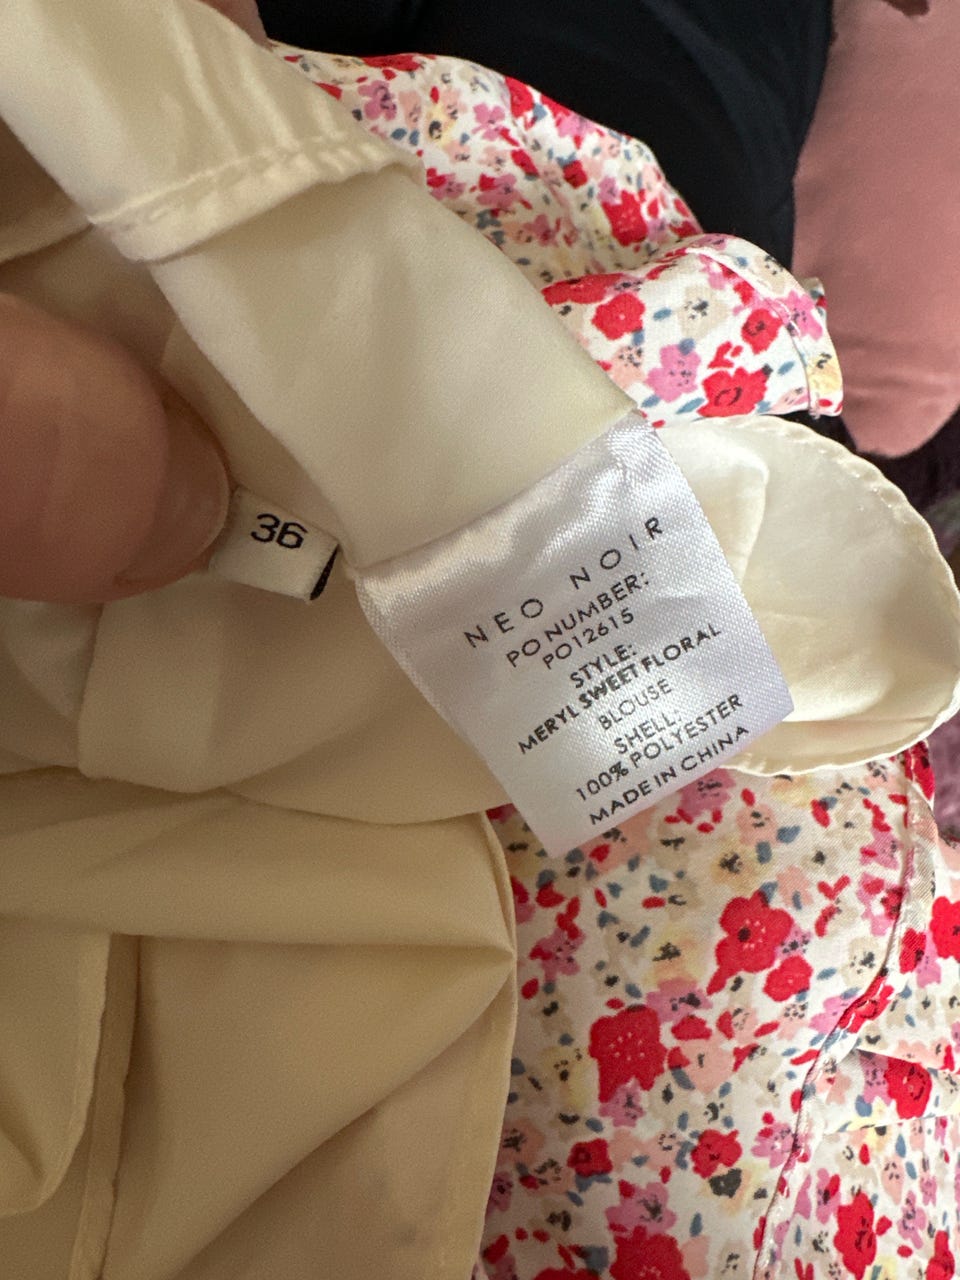 36
NEO NOIR
PO NUMBER:
PO12615
STYLE:
MERYL SWEET FLORAL
BLOUSE
SHELL:
100% POLYESTER
MADE IN CHINA